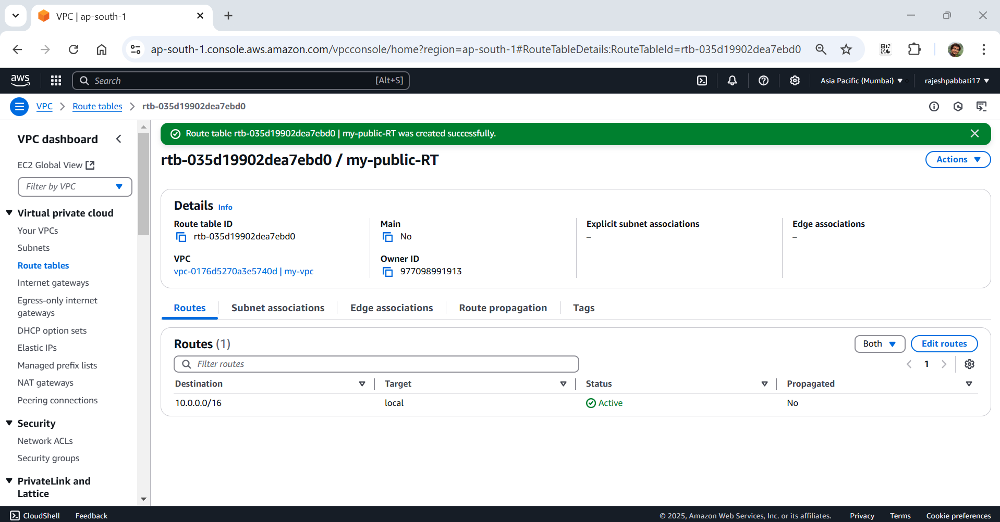 VPC | ap-south-1
ap-south-1.console.aws.amazon.com/vpcconsole/home?region=ap-south-1#RouteTableDetails:RouteTableId=rtb-035d19902dea7ebd0
aws
Search [Alt+S]
Asia Pacific (Mumbai)
rajeshpabbati17
VPC
Route tables
rtb-035d19902dea7ebd0
VPC dashboard
EC2 Global View
Filter by VPC
Virtual private cloud
Your VPCs
Subnets
Route tables
Internet gateways
Egress-only internet
gateways
DHCP option sets
Elastic IPs
Managed prefix lists
NAT gateways
Peering connections
Security
Network ACLs
Security groups
PrivateLink and
Lattice
Route table rtb-035d19902dea7ebd0 | my-public-RT was created successfully.
rtb-035d19902dea7ebd0 / my-public-RT
Actions
Details Info
Route table ID
rtb-035d19902dea7ebd0
Main
No
Explicit subnet associations
–
Edge associations
–
VPC
vpc-0176d5270a3e5740d | my-vpc
Owner ID
977098991913
Routes
Subnet associations
Edge associations
Route propagation
Tags
Routes (1)
Both
Edit routes
Filter routes
1
Destination Target Status Propagated
10.0.0.0/16 local Active No
CloudShell
Feedback
© 2025, Amazon Web Services, Inc. or its affiliates.
Privacy
Terms
Cookie preferences